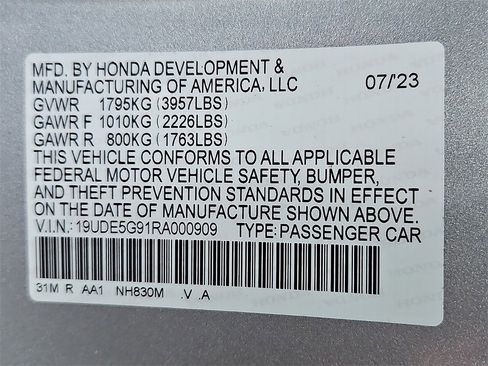 MFD. BY HONDA DEVELOPMENT &
MANUFACTURING OF AMERICA, LLC 07/'23
GVWR 1795KG (3957LBS)
GAWR F 1010KG (2226LBS)
GAWR R 800KG (1763LBS)
THIS VEHICLE CONFORMS TO ALL APPLICABLE
FEDERAL MOTOR VEHICLE SAFETY, BUMPER,
AND THEFT PREVENTION STANDARDS IN EFFECT
ON THE DATE OF MANUFACTURE SHOWN ABOVE.
V.I.N.: 19UDE5G91RA000909 TYPE: PASSENGER CAR
31M R AA1 NH830M .V .A